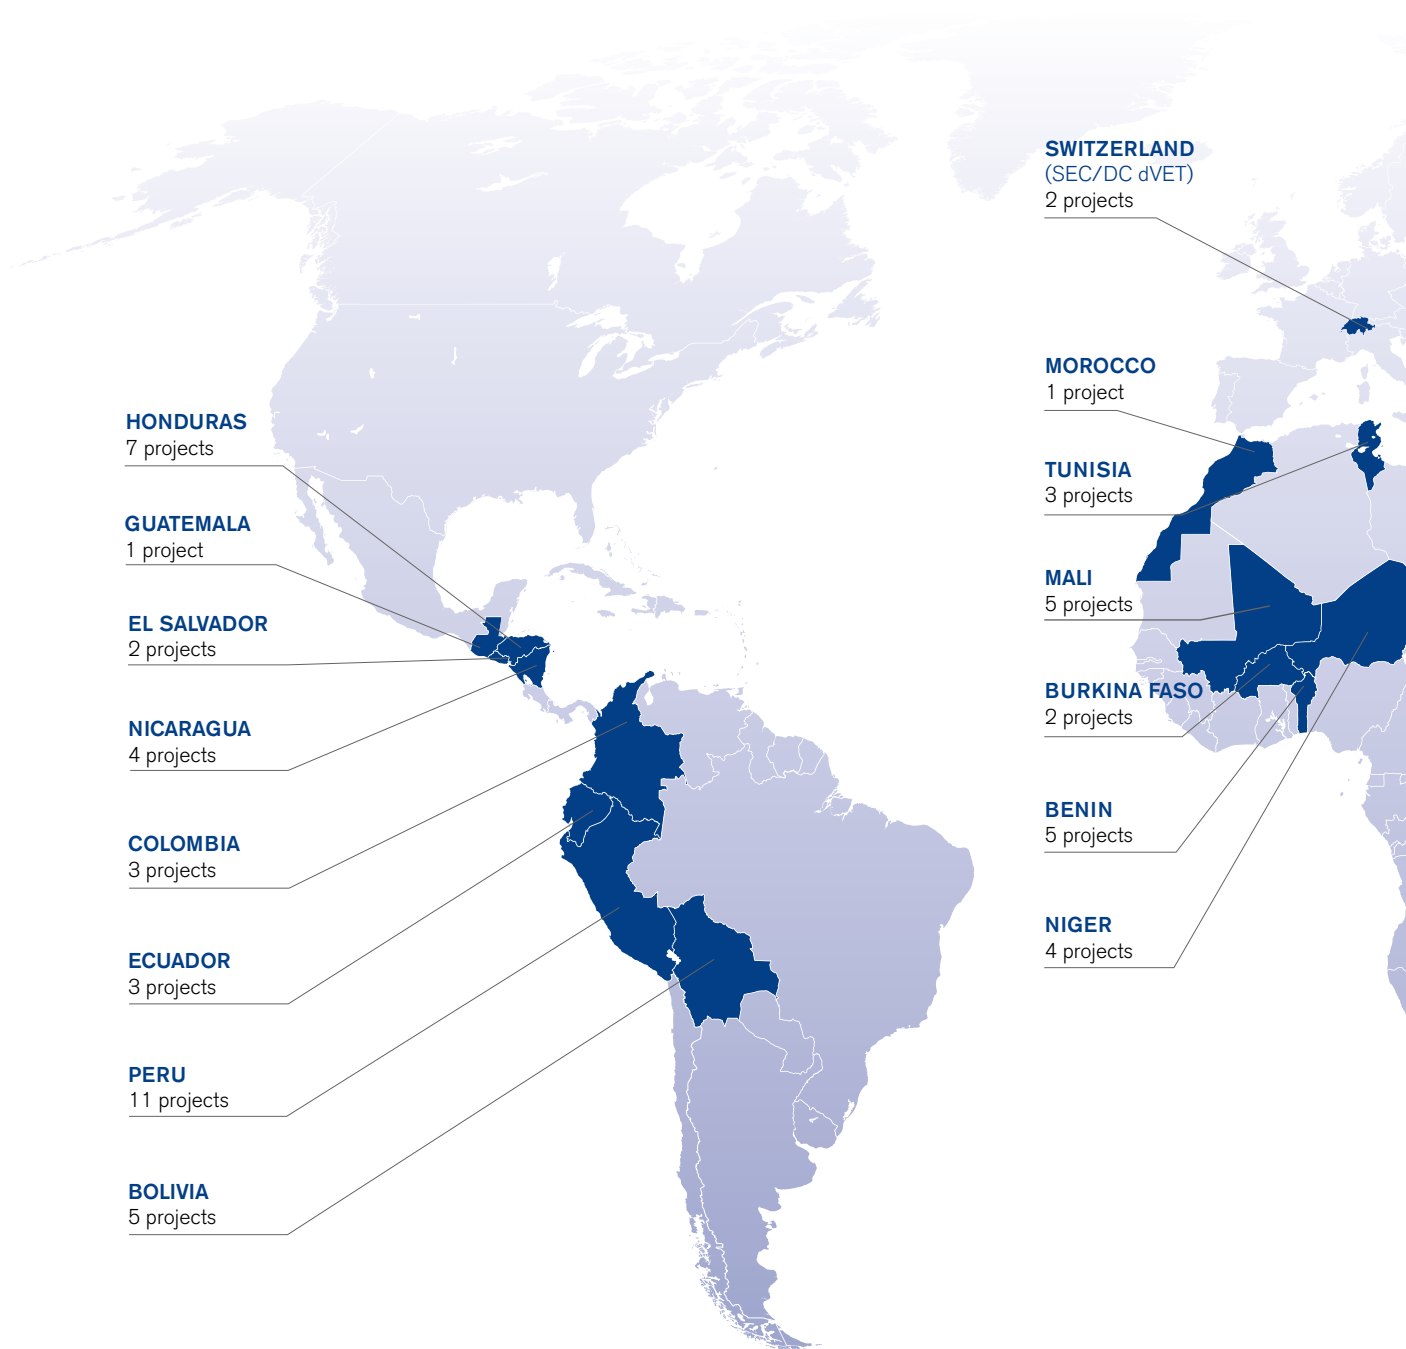 HONDURAS
7 projects
GUATEMALA
1 project
EL SALVADOR
2 projects
NICARAGUA
4 projects
COLOMBIA
3 projects
ECUADOR
3 projects
PERU
11 projects
BOLIVIA
5 projects
SWITZERLAND
(SEC/DC dVET)
2 projects
MOROCCO
1 project
TUNISIA
3 projects
MALI
5 projects
BURKINA FASO
2 projects
BENIN
5 projects
NIGER
4 projects